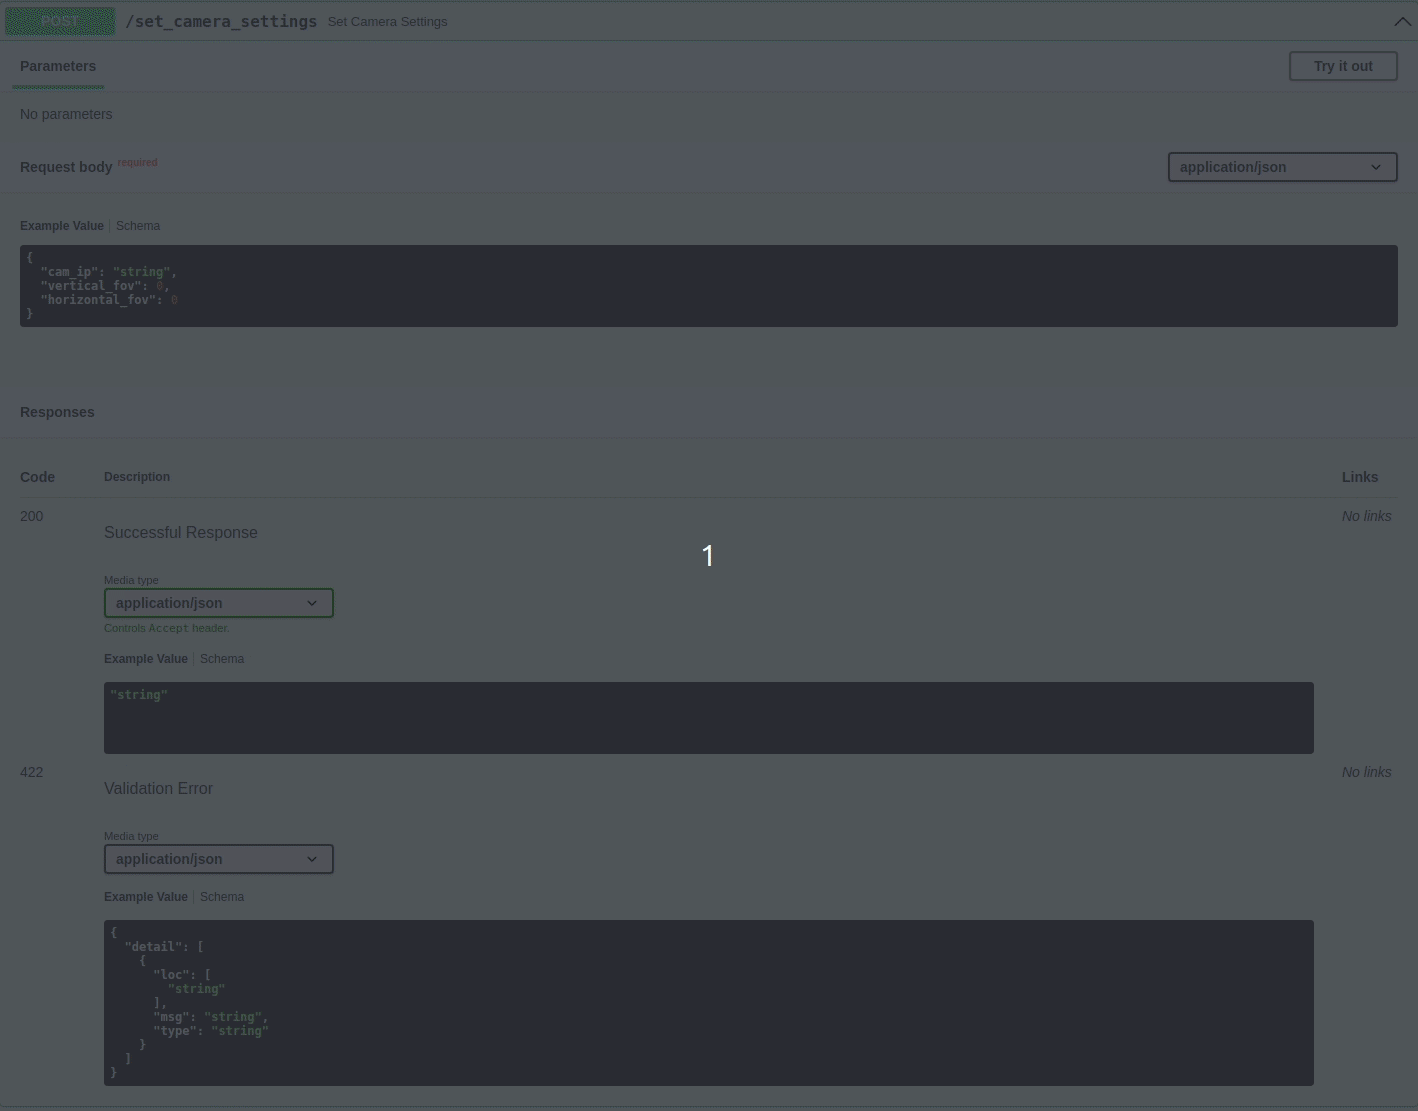 POST /set_camera_settings Set Camera Settings
Parameters Try it out
No parameters
Request body required application/json
Example Value | Schema
{
"cam_ip": "string",
"vertical_fov": 0,
"horizontal_fov": 0
}
Responses
Code Description Links
200 Successful Response No links
Media type
application/json
Controls Accept header.
Example Value | Schema
"string"
1
422 Validation Error No links
Media type
application/json
Example Value | Schema
{
"detail": [
{
"loc": [
"string"
],
"msg": "string",
"type": "string"
}
]
}